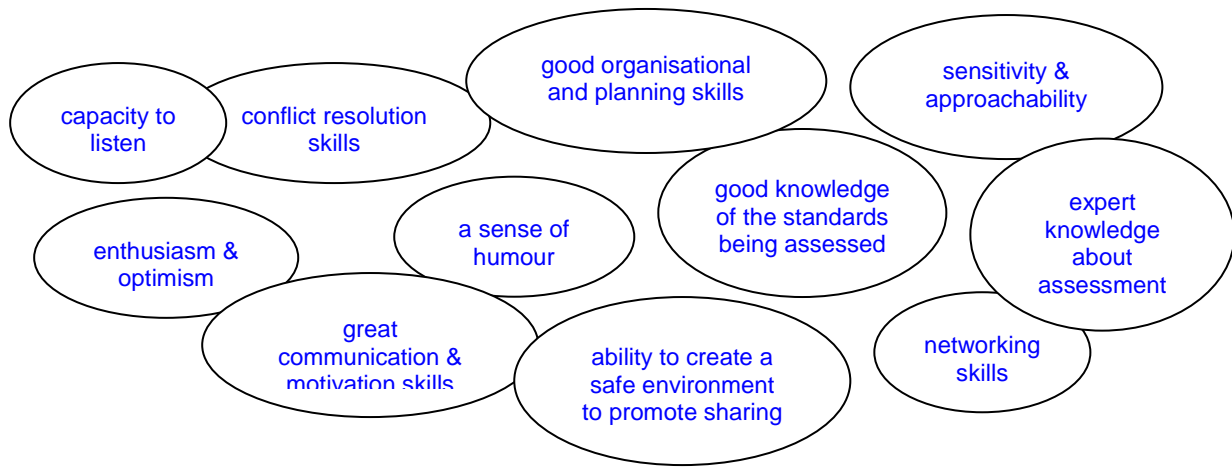 capacity to
listen
conflict resolution
skills
good organisational
and planning skills
sensitivity &
approachability
enthusiasm &
optimism
a sense of
humour
good knowledge
of the standards
being assessed
expert
knowledge
about
assessment
great
communication &
motivation skills
ability to create a
safe environment
to promote sharing
networking
skills